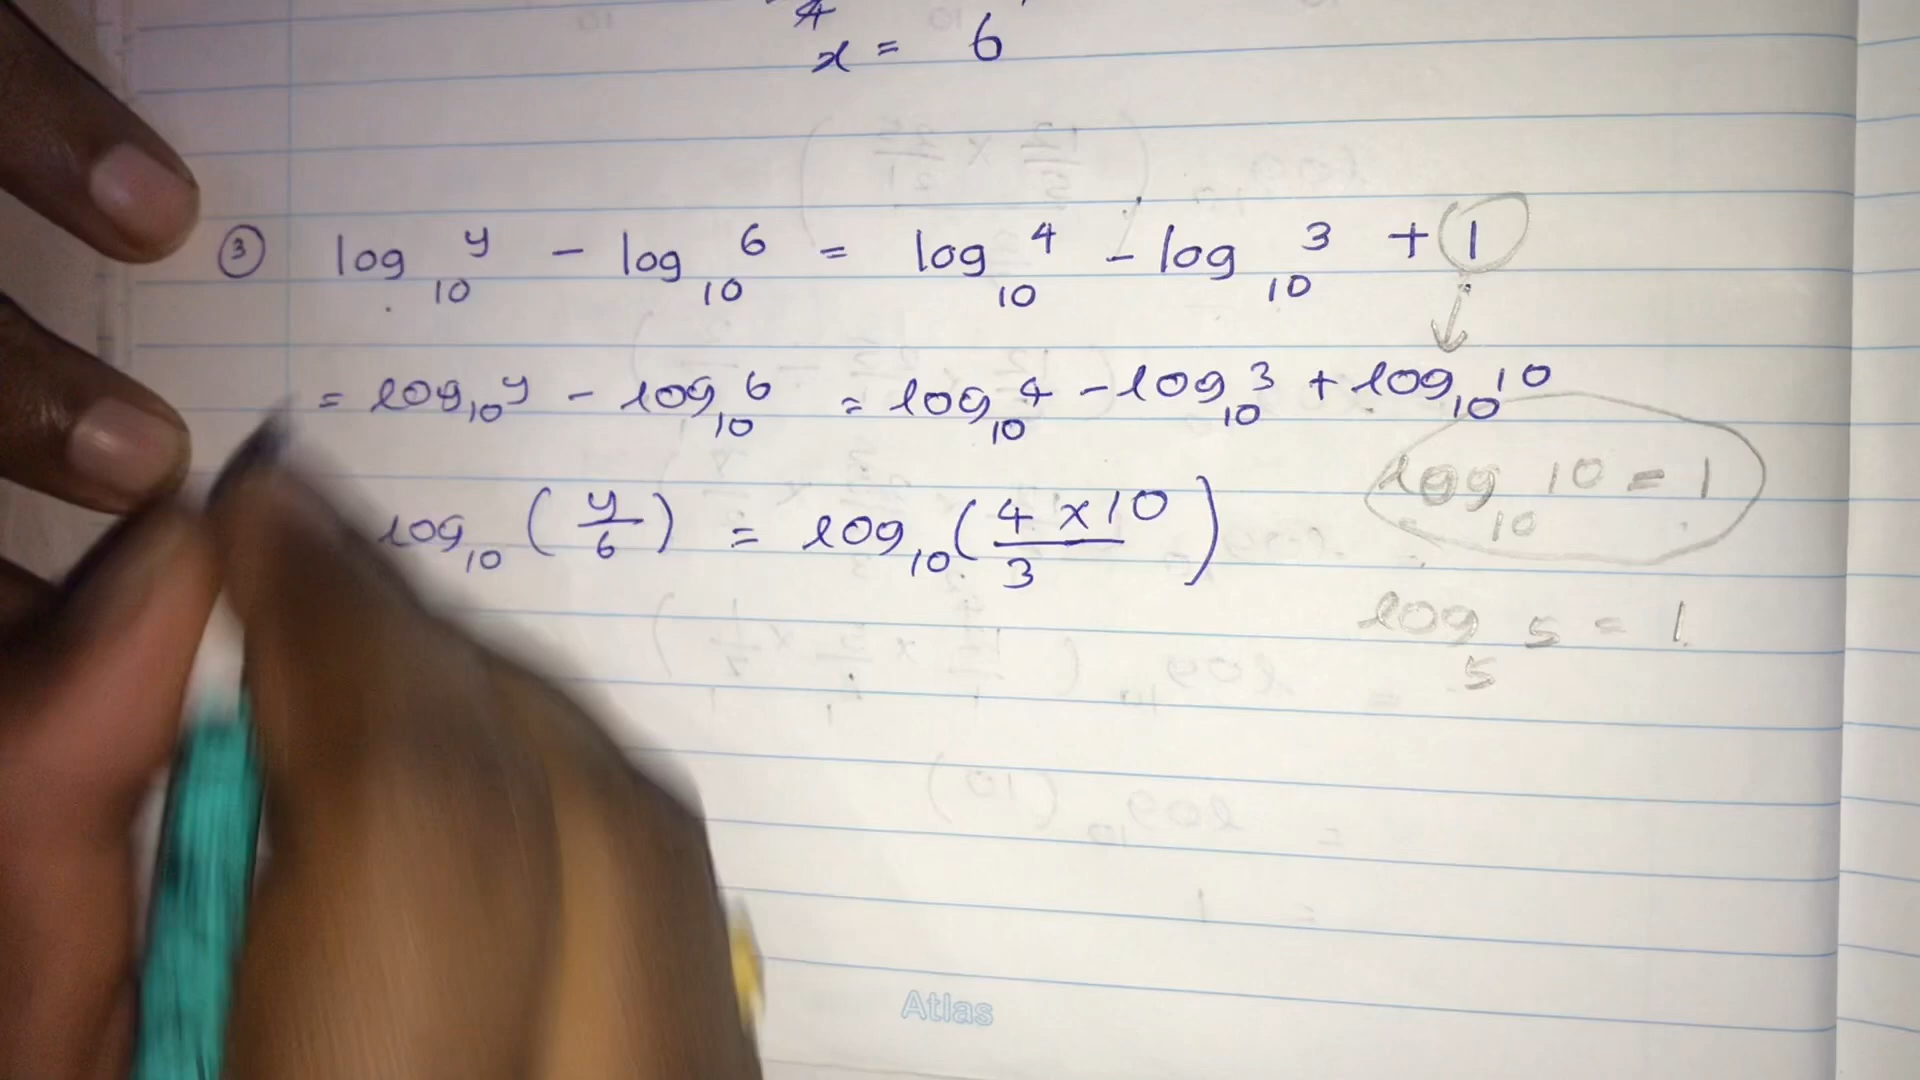 x = 6
③ log₁₀ y - log₁₀ 6 = log₁₀ 4 - log₁₀ 3 + 1
= log₁₀ y - log₁₀ 6 = log₁₀ 4 - log₁₀ 3 + log₁₀ 10
log₁₀ 10 = 1
log₁₀ (y/6) = log₁₀ (4 x 10 / 3)
log₅ 5 = 1
Atlas